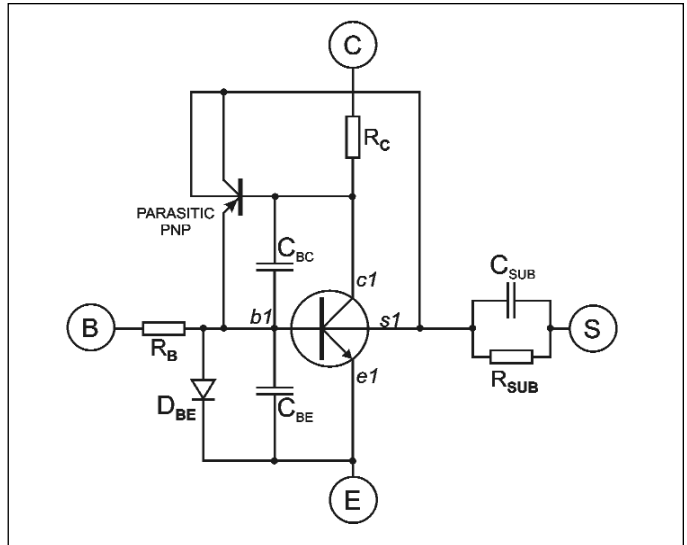 C
R_C
PARASITIC
PNP
C_BC
c1
C_SUB
B
R_B
b1
s1
S
R_SUB
e1
D_BE
C_BE
E